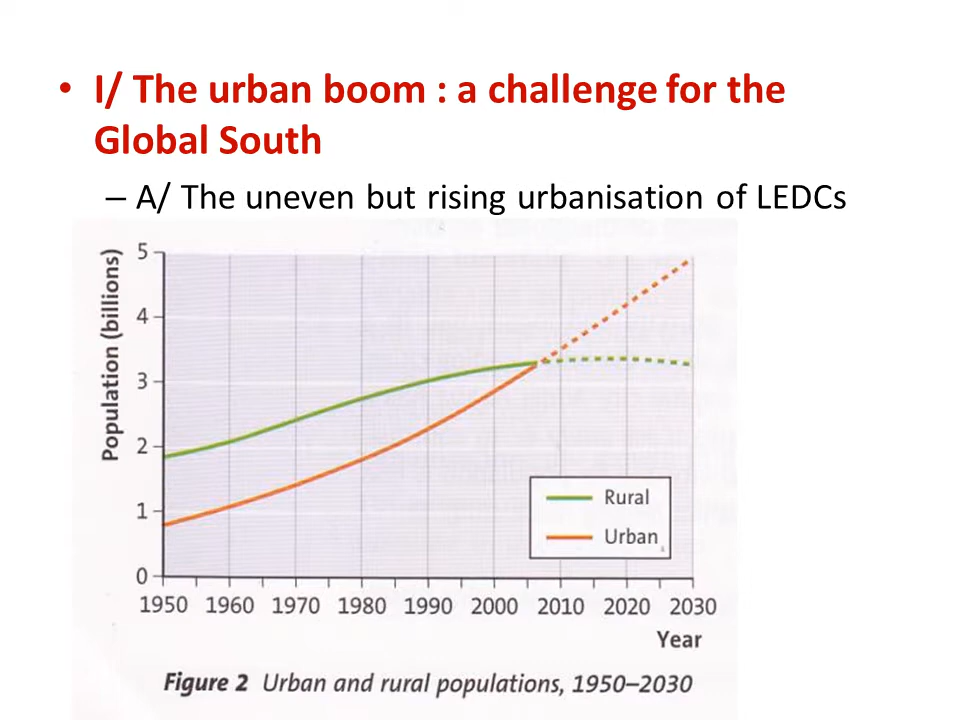 • I/ The urban boom : a challenge for the
Global South
– A/ The uneven but rising urbanisation of LEDCs
Population (billions)
5
4
3
2
1
0
Rural
Urban
1950 1960 1970 1980 1990 2000 2010 2020 2030
Year
Figure 2 Urban and rural populations, 1950–2030